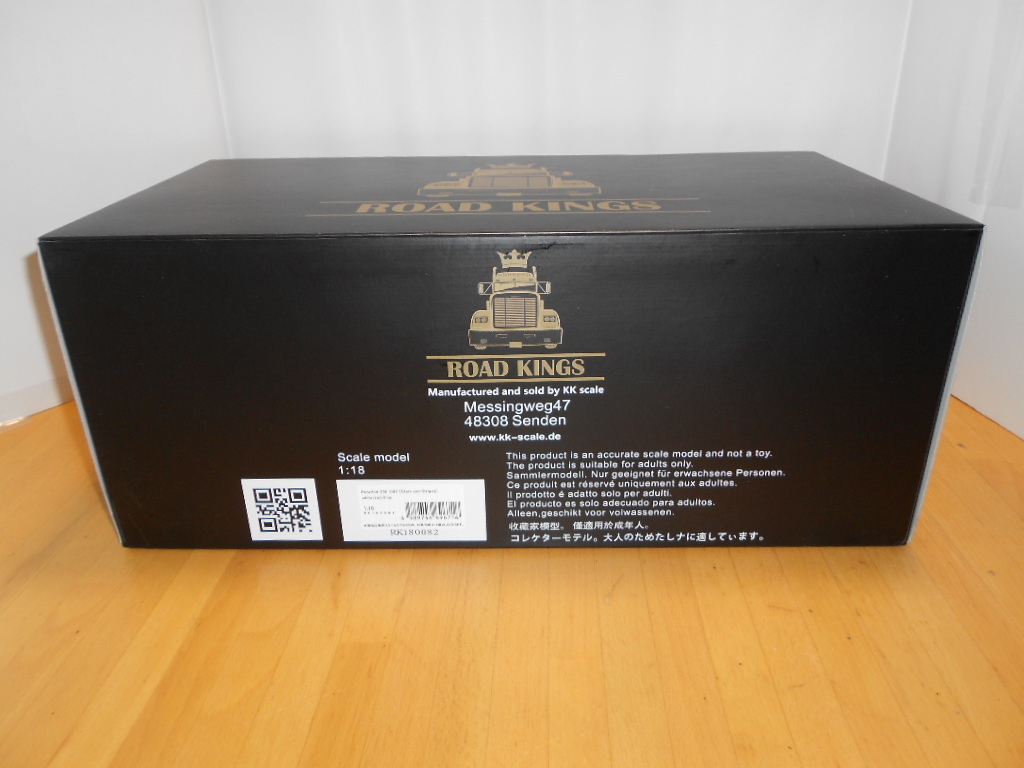 ROAD KINGS
ROAD KINGS
Manufactured and sold by KK scale
Messingweg47
48308 Senden
www.kk-scale.de
Scale model
1:18
1:18
RK180082
This product is an accurate scale model and not a toy.
The product is suitable for adults only.
Sammlermodell. Nur geeignet für erwachsene Personen.
Ce produit est réservé uniquement aux adultes.
Il prodotto é adatto solo per adulti.
El producto es solo adecuado para adultos.
Alleen,geschikt voor volwassenen.
收蔵家模型。 僅適用於成年人。
コレケターモテル。大人のためたしナに適してぃます。